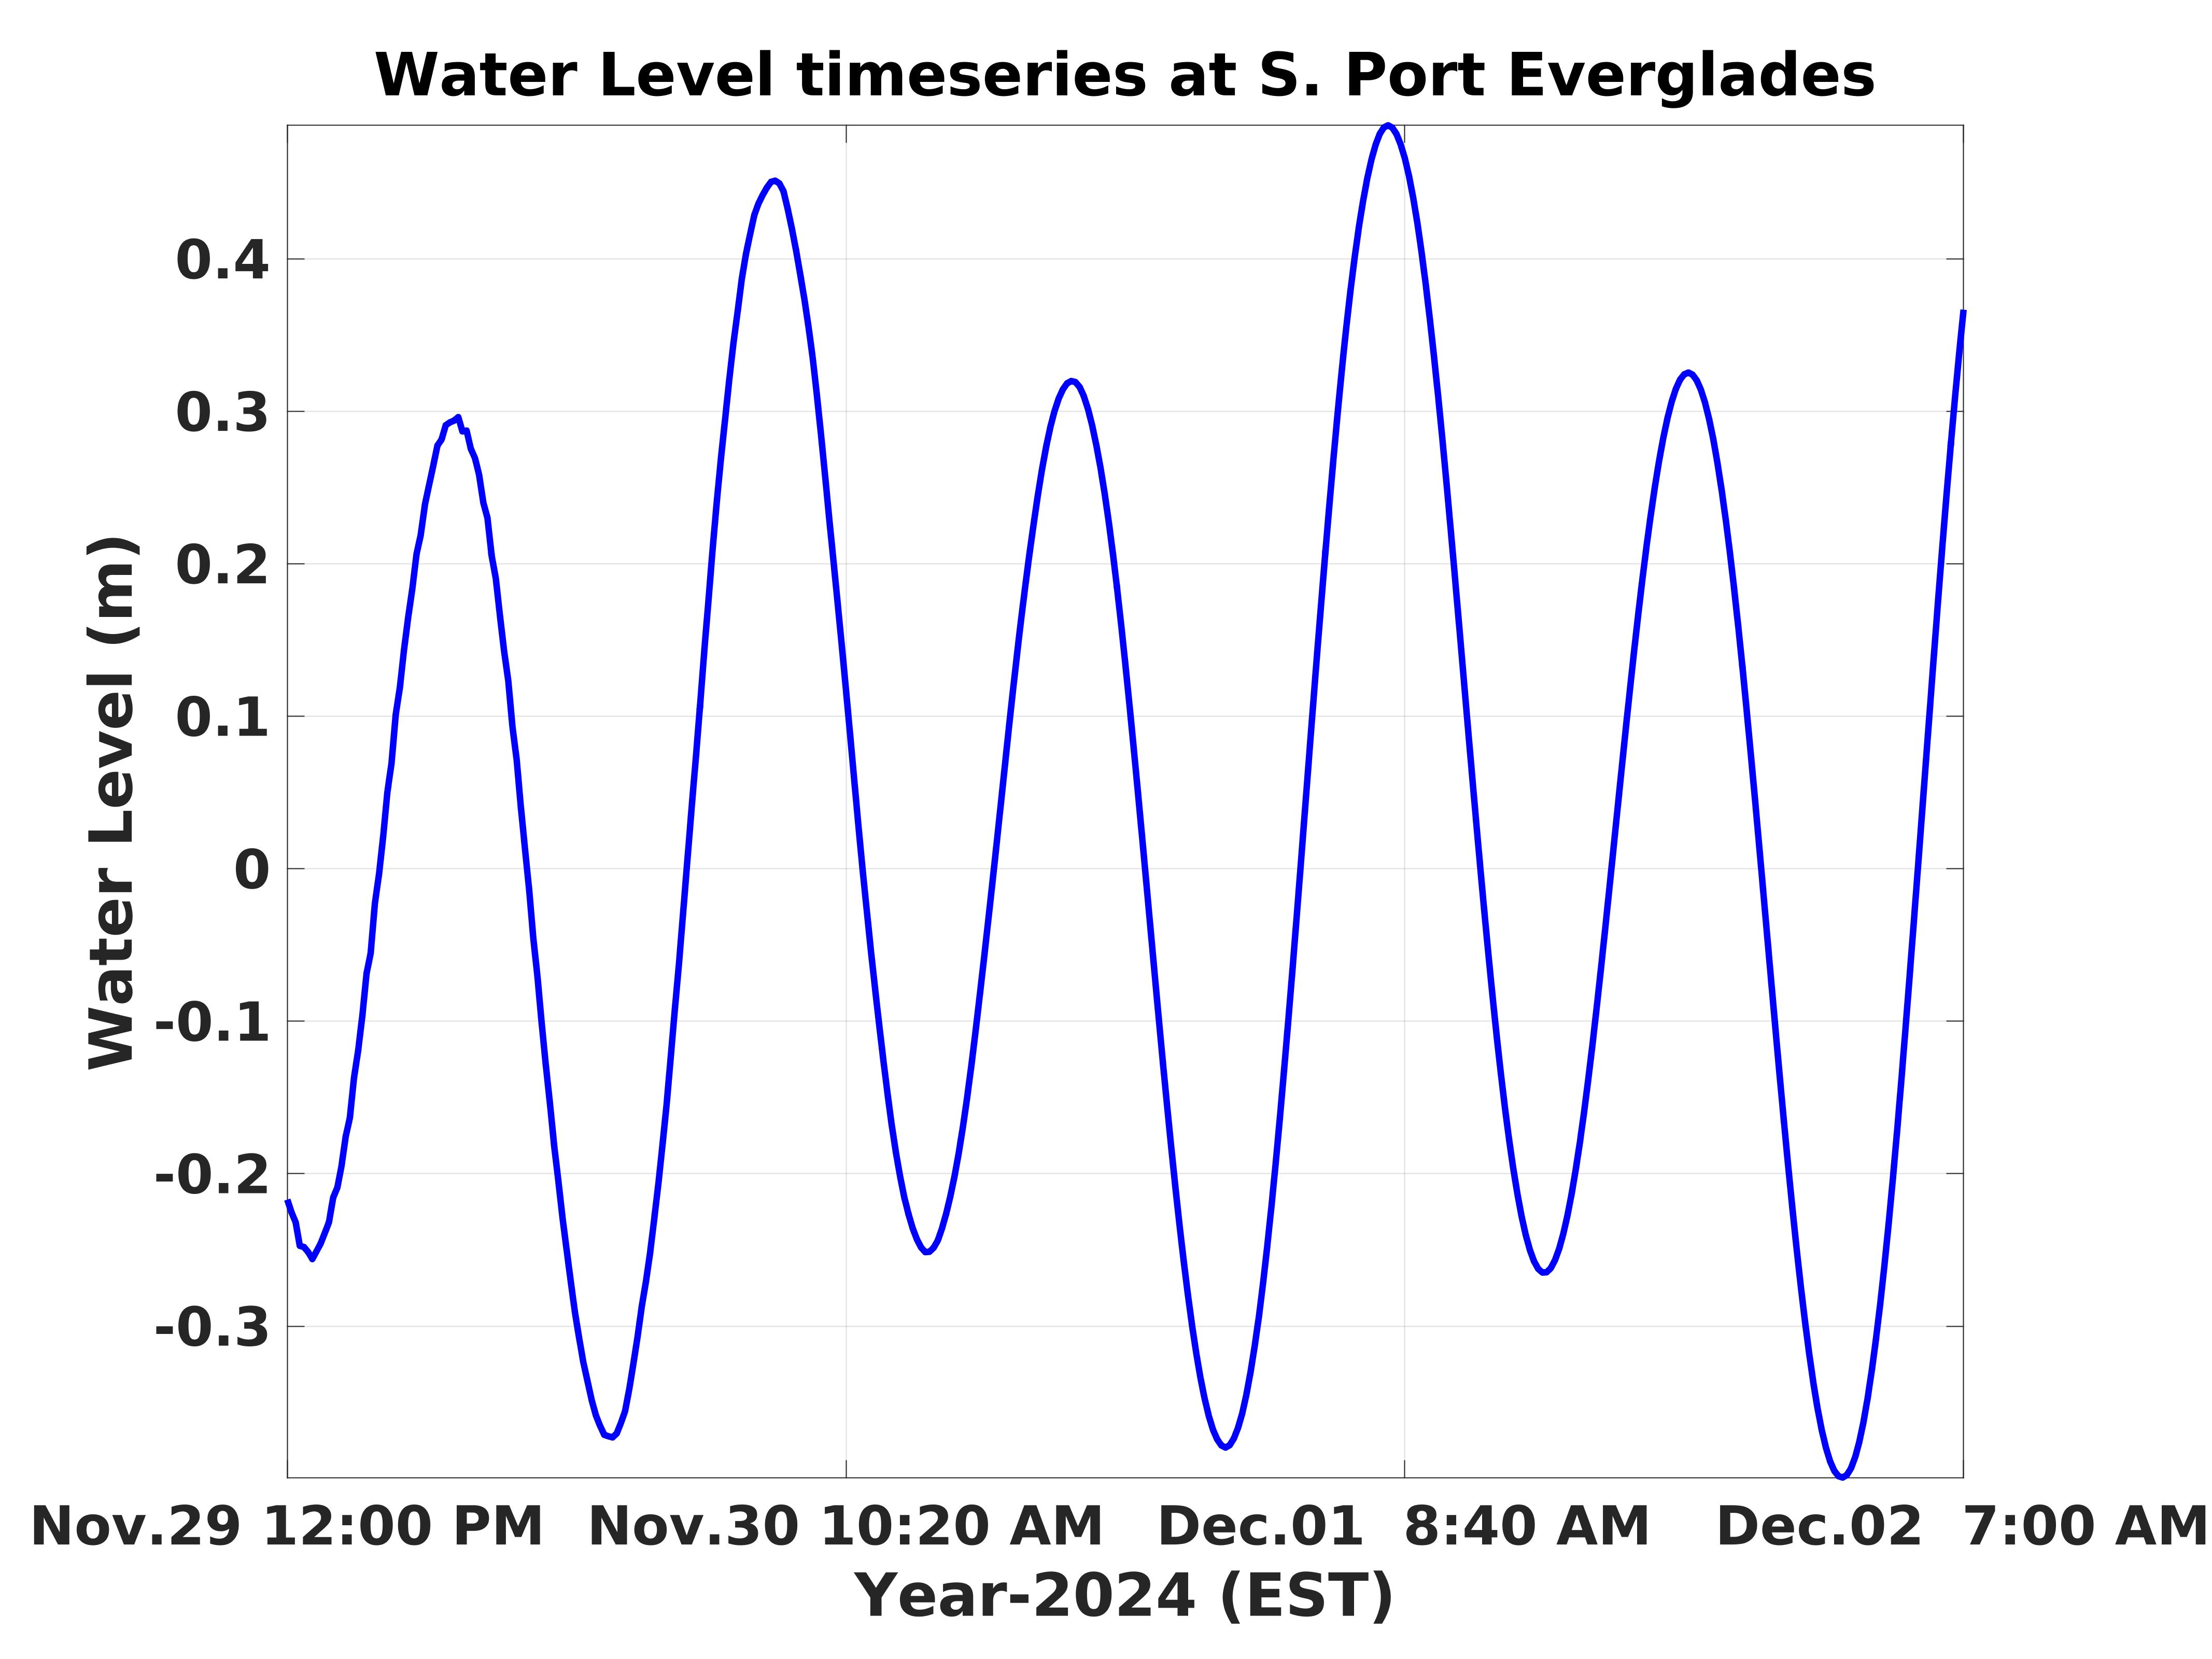 Water Level timeseries at S. Port Everglades
0.4
0.3
0.2
0.1
0
-0.1
-0.2
-0.3
Water Level (m)
Nov.29 12:00 PM Nov.30 10:20 AM Dec.01 8:40 AM Dec.02 7:00 AM
Year-2024 (EST)